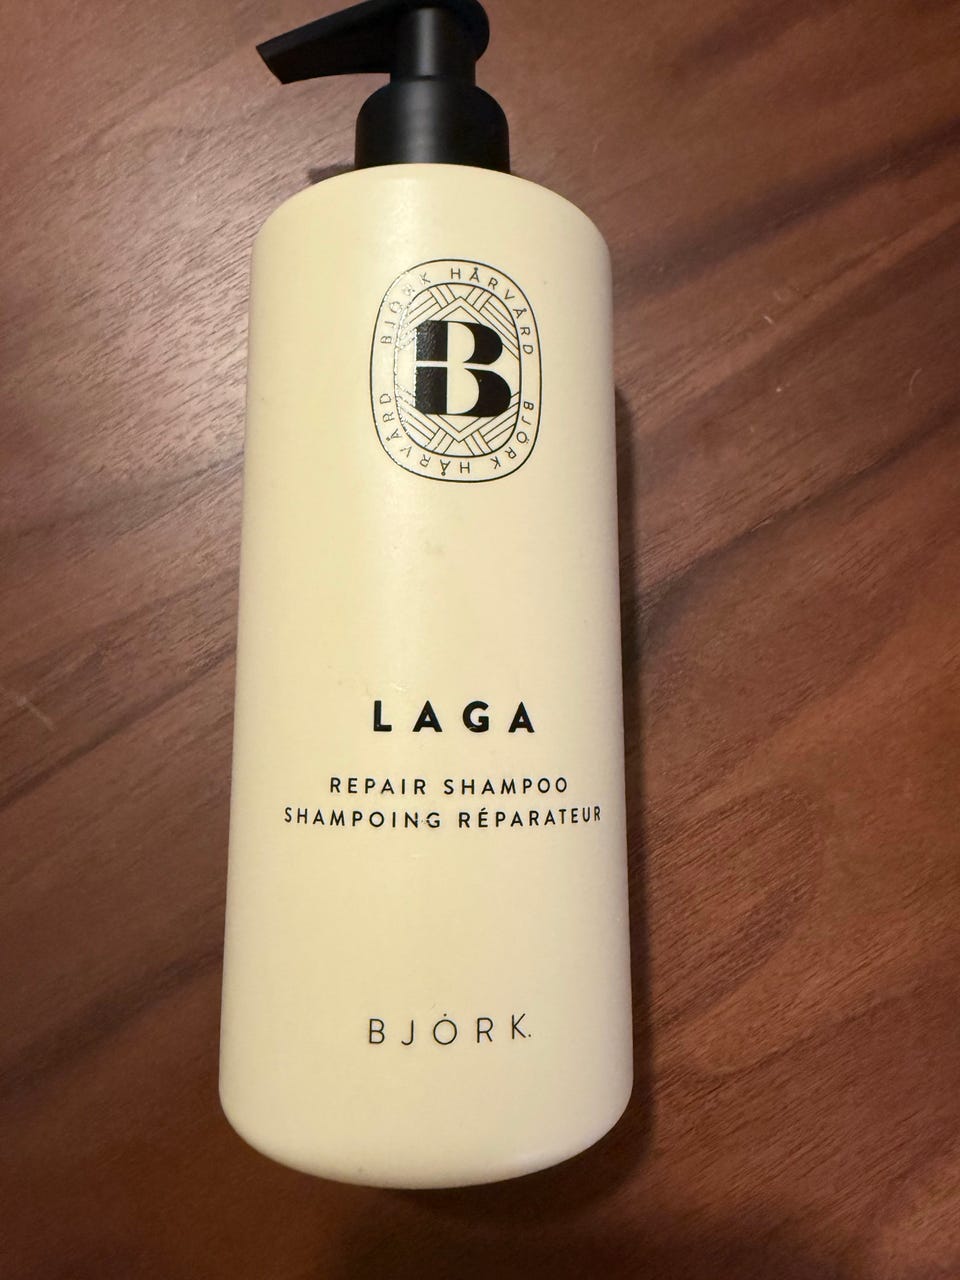 BJÖRK HÅRVÅRD BJÖRK HÅRVÅRD
B
LAGA
REPAIR SHAMPOO
SHAMPOING RÉPARATEUR
BJÖRK.